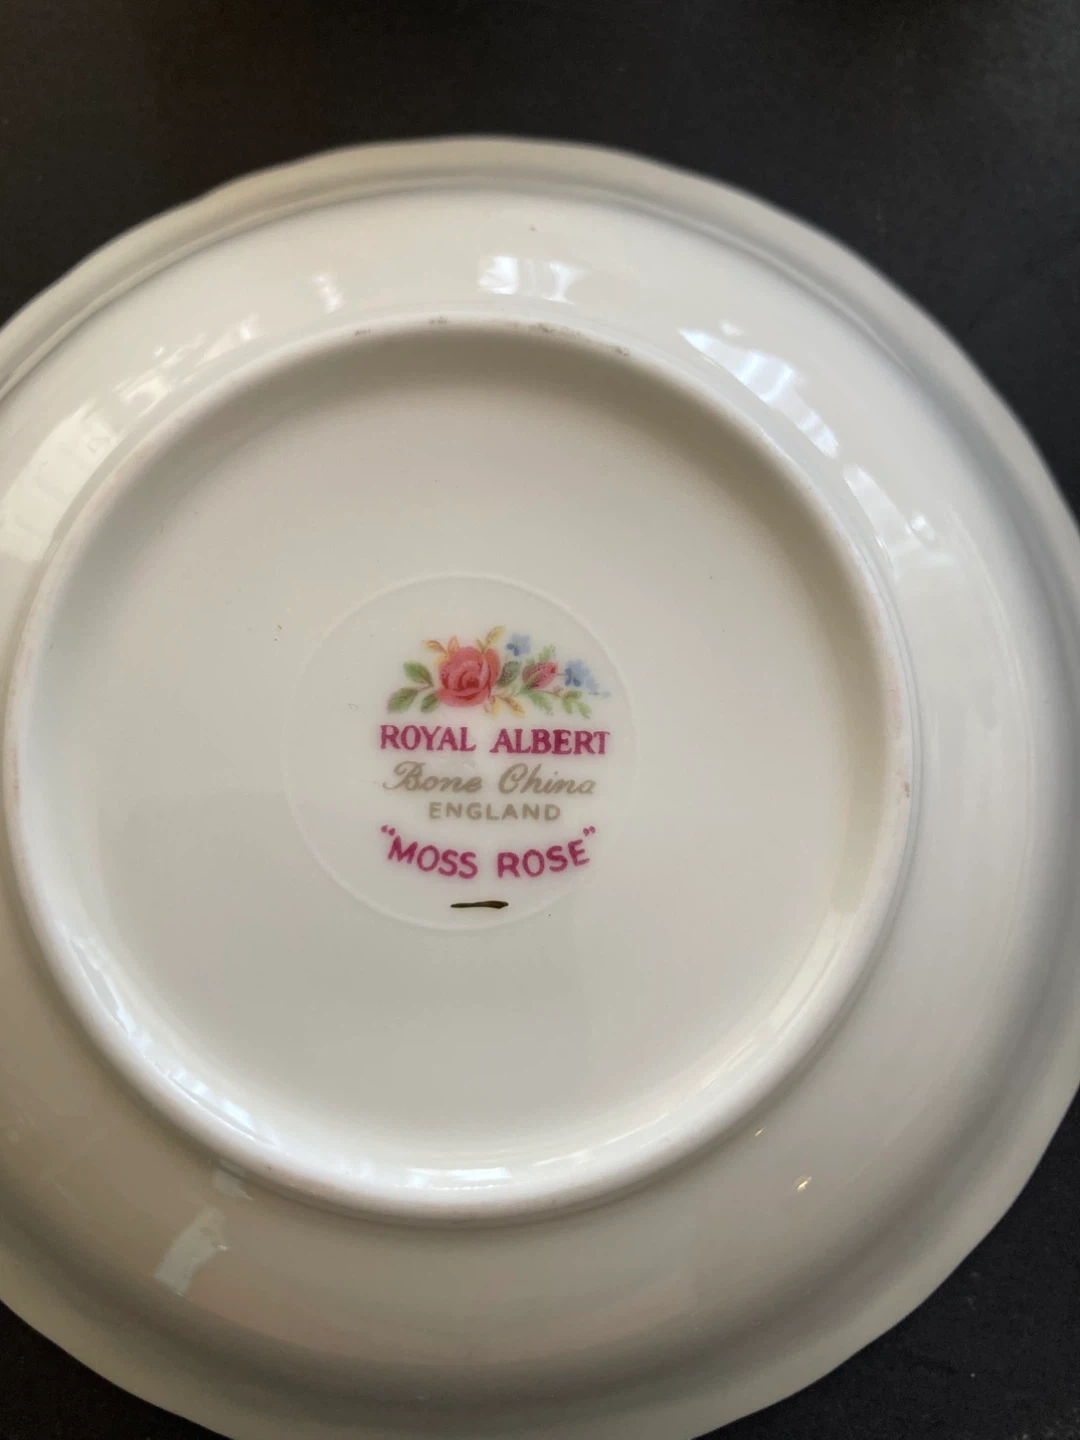 ROYAL ALBERT
Bone China
ENGLAND
"MOSS ROSE"